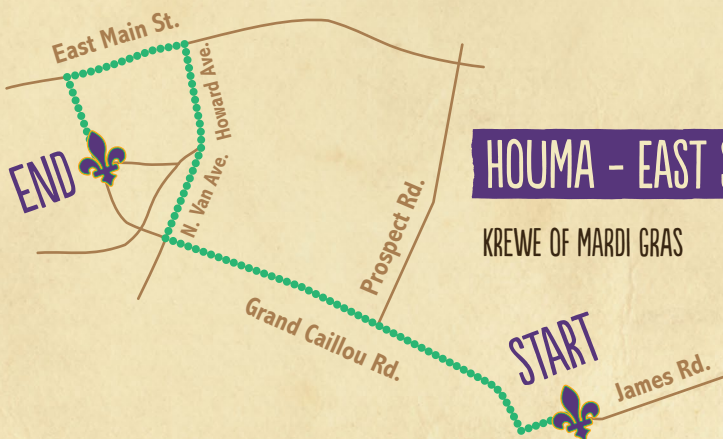 East Main St.
Howard Ave.
END
N. Van Ave.
HOUMA - EAST
KREWE OF MARDI GRAS
Prospect Rd.
Grand Caillou Rd.
START
James Rd.